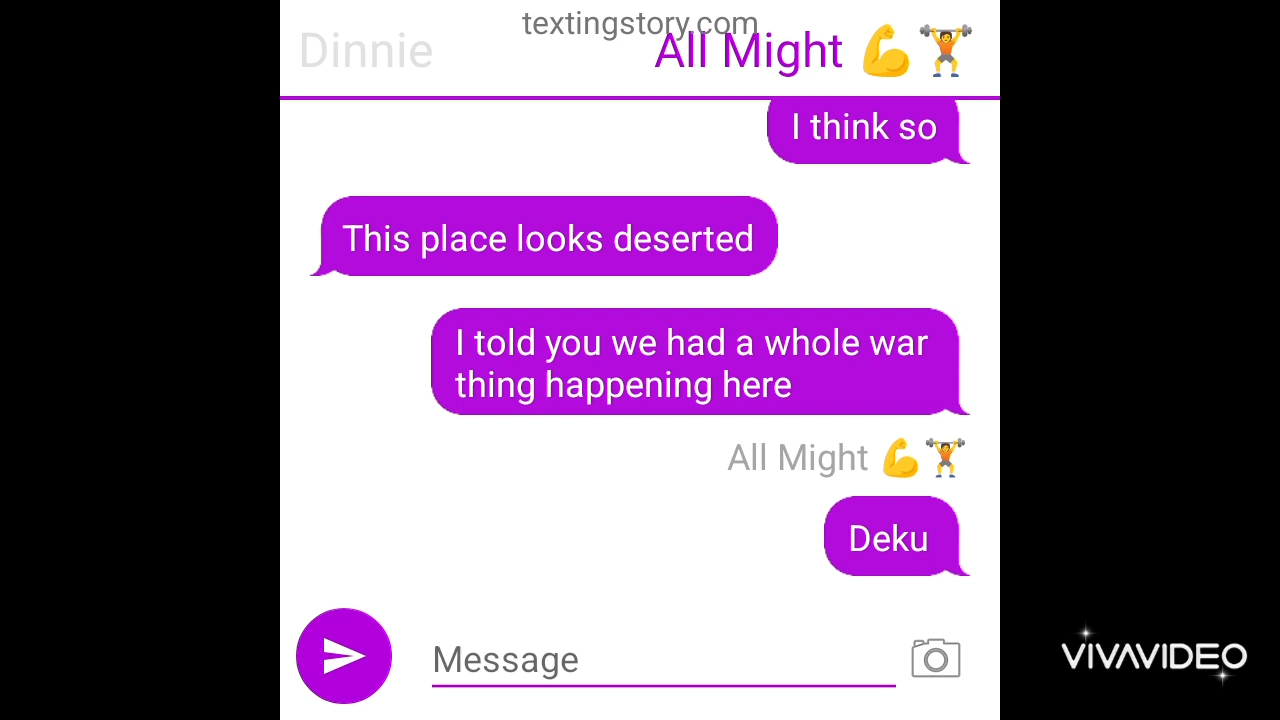 textingstory.com
Dinnie
All Might 💪🏋
I think so
This place looks deserted
I told you we had a whole war
thing happening here
All Might 💪🏋
Deku
Message
VIVAVIDEO